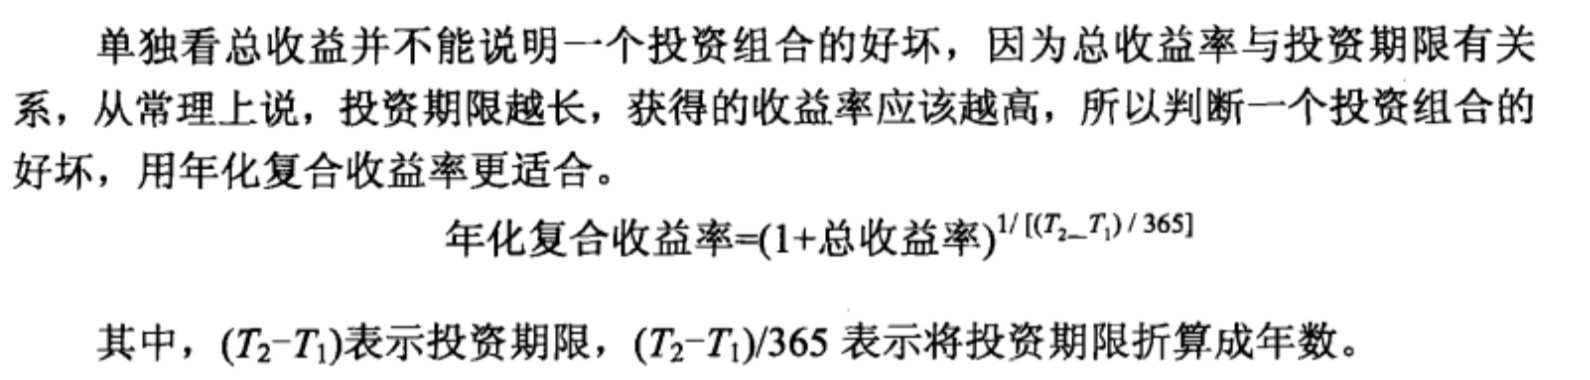 单独看总收益并不能说明一个投资组合的好坏，因为总收益率与投资期限有关
系，从常理上说，投资期限越长，获得的收益率应该越高，所以判断一个投资组合的
好坏，用年化复合收益率更适合。
年化复合收益率=(1+总收益率)^{1/[(T₂_T₁)/365]}
其中，(T₂-T₁)表示投资期限，(T₂-T₁)/365 表示将投资期限折算成年数。